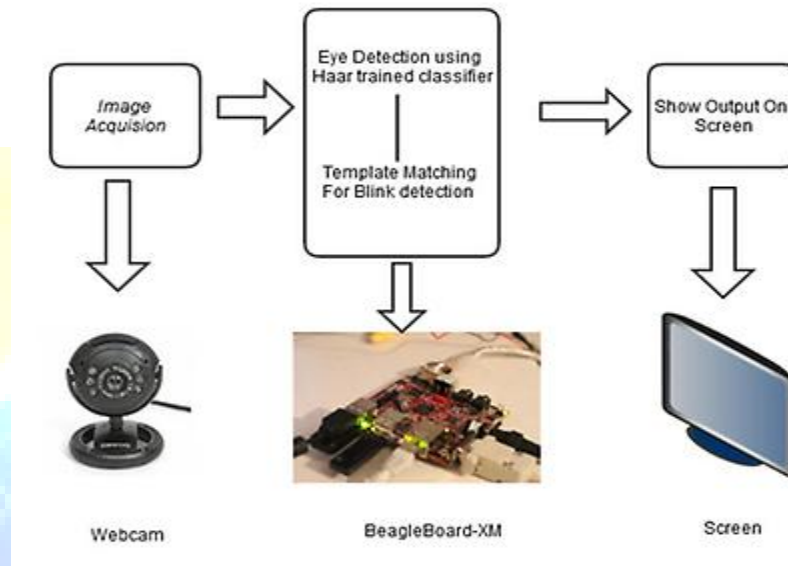 Image
Acquision
Eye Detection using
Haar trained classifier
Template Matching
For Blink detection
Show Output On
Screen
Webcam
BeagleBoard-XM
Screen